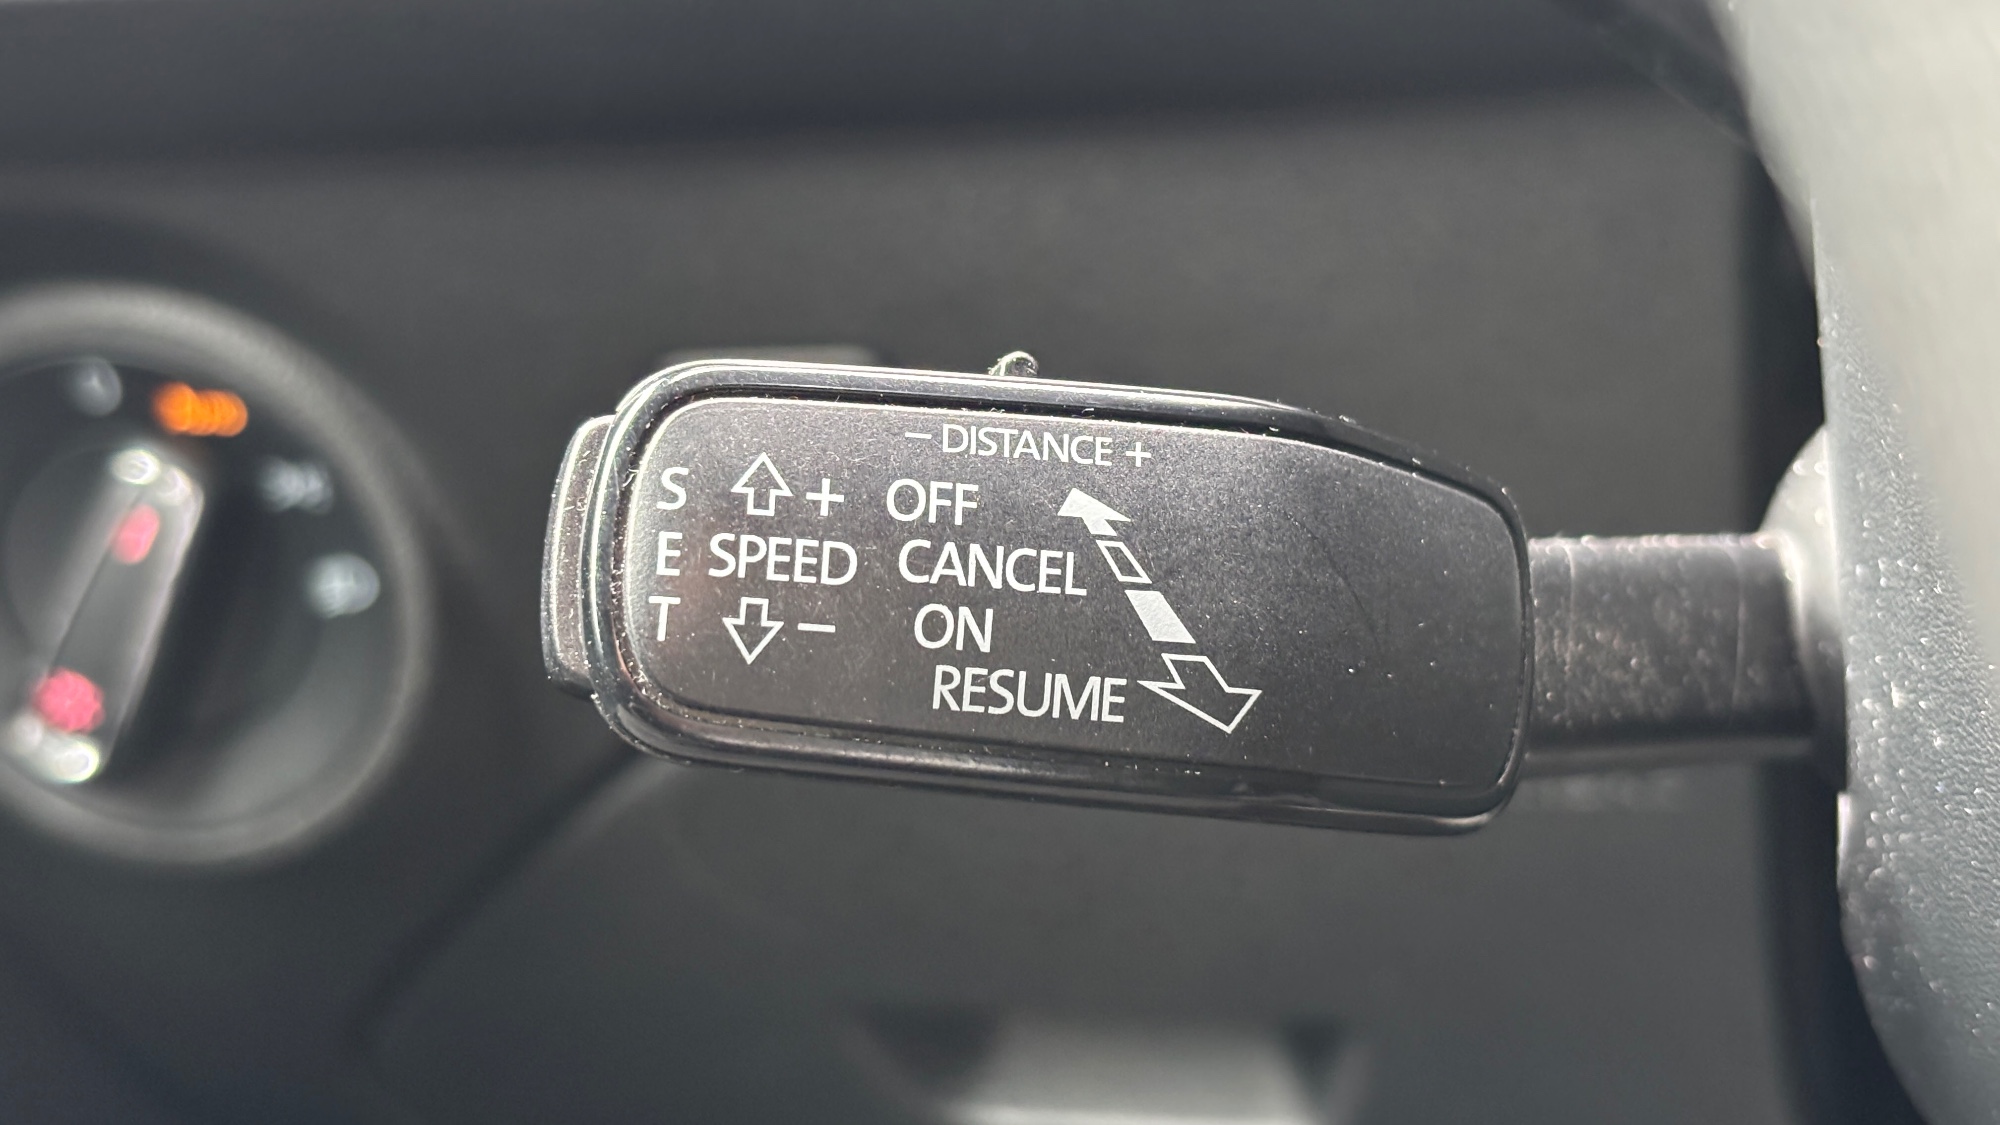 – DISTANCE +
S + OFF
E SPEED CANCEL
T – ON
RESUME